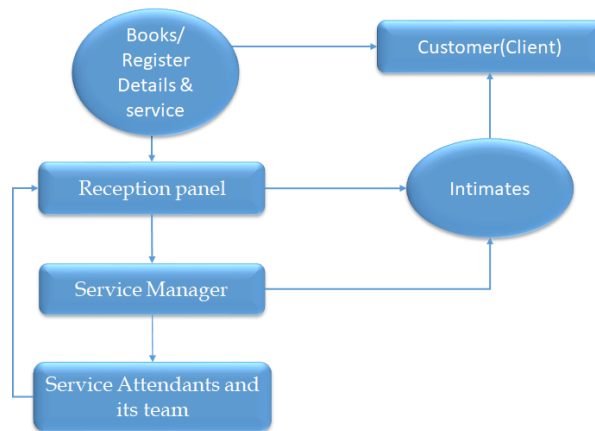 Books/
Register
Details &
service
Customer(Client)
Reception panel
Intimates
Service Manager
Service Attendants and
its team